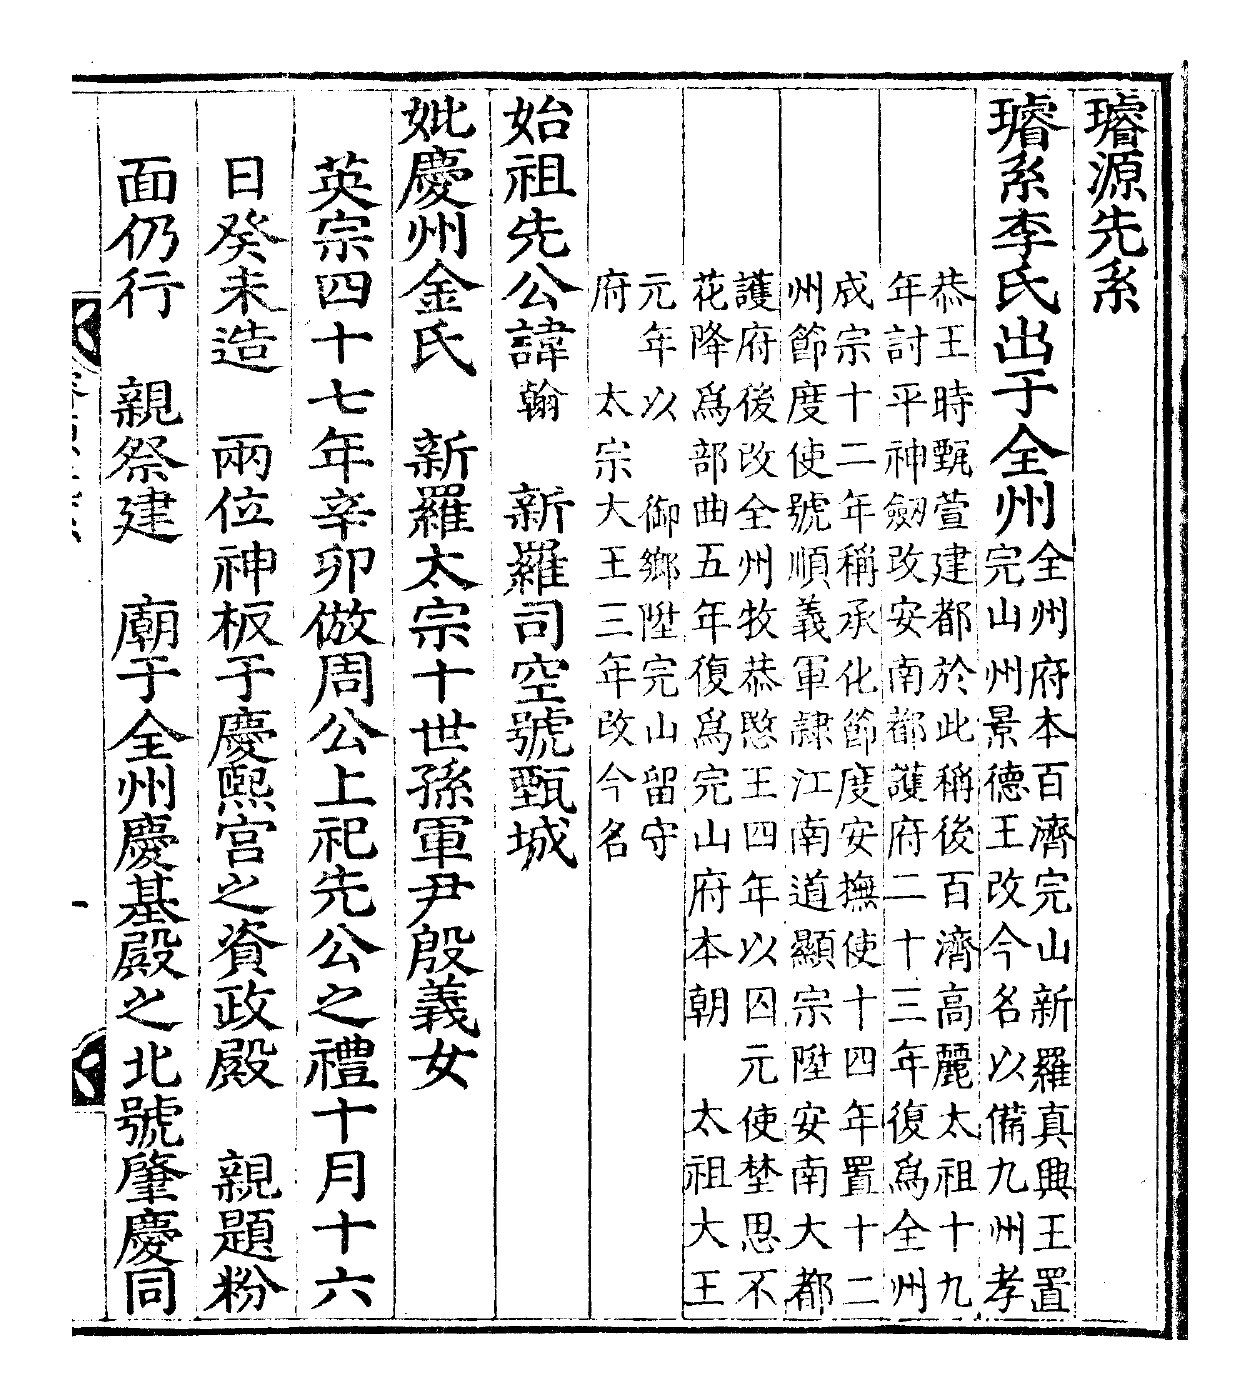 璿源先系
璿系李氏出于全州
全州府本百濟完山新羅真興王置
完山州景德王改今名以備九州孝
恭王時甄萱建都於此稱後百濟高麗太祖十九
年討平神劒改安南都護府二十三年復爲全州
成宗十二年稱承化節度安撫使十四年置十二
州節度使號順義軍隷江南道顯宗陞安南大都
護府後改全州牧恭愍王四年以囚元使埜思不
花降爲部曲五年復爲完山府本朝 太祖大王
元年以 御鄉陞完山留守
府 太宗大王三年改今名
始祖先公諱翰 新羅司空號甄城
妣慶州金氏 新羅太宗十世孫軍尹殷義女
英宗四十七年辛卯倣周公上祀先公之禮十月十六
日癸未造 兩位神板于慶熙宮之資政殿 親題粉
面仍行 親祭建 廟于全州慶基殿之北號肇慶同